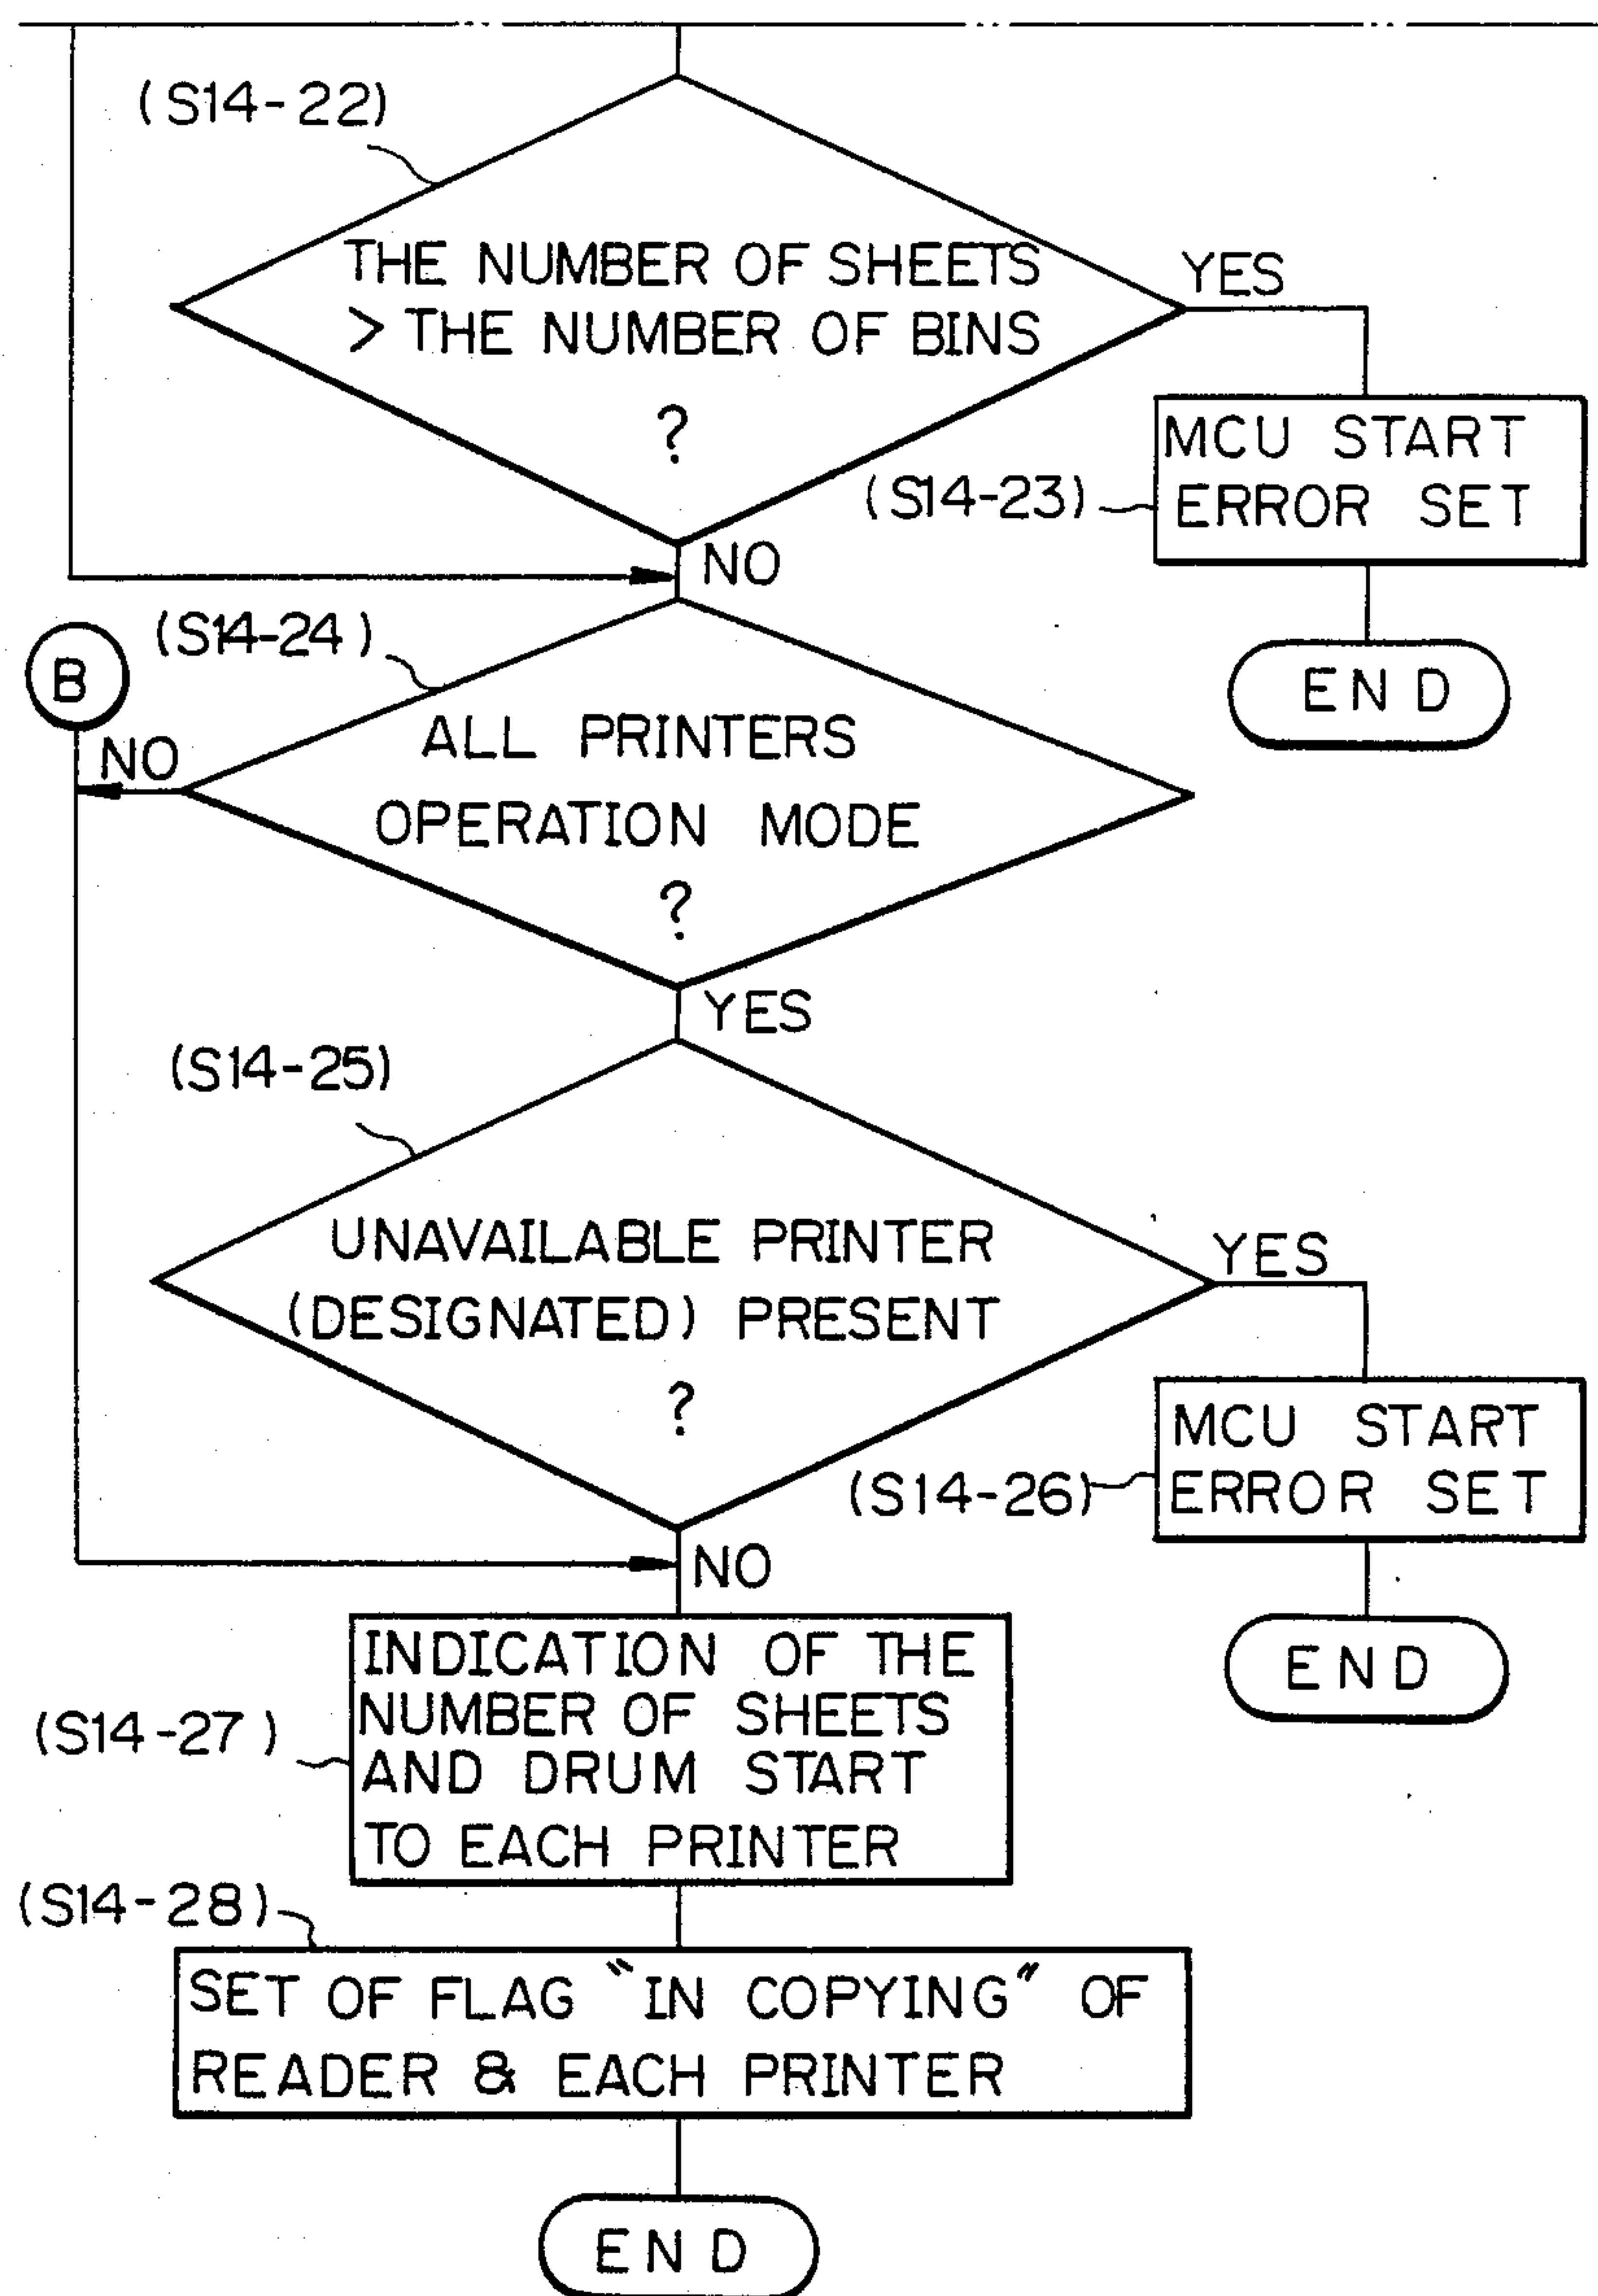 (S14-22)
THE NUMBER OF SHEETS
> THE NUMBER OF BINS
?
YES
MCU START
ERROR SET
(S14-23)
END
NO
(S14-24)
B
NO
ALL PRINTERS
OPERATION MODE
?
YES
(S14-25)
UNAVAILABLE PRINTER
(DESIGNATED) PRESENT
?
YES
MCU START
ERROR SET
(S14-26)
END
NO
INDICATION OF THE
NUMBER OF SHEETS
AND DRUM START
TO EACH PRINTER
(S14-27)
(S14-28)
SET OF FLAG "IN COPYING" OF
READER & EACH PRINTER
END